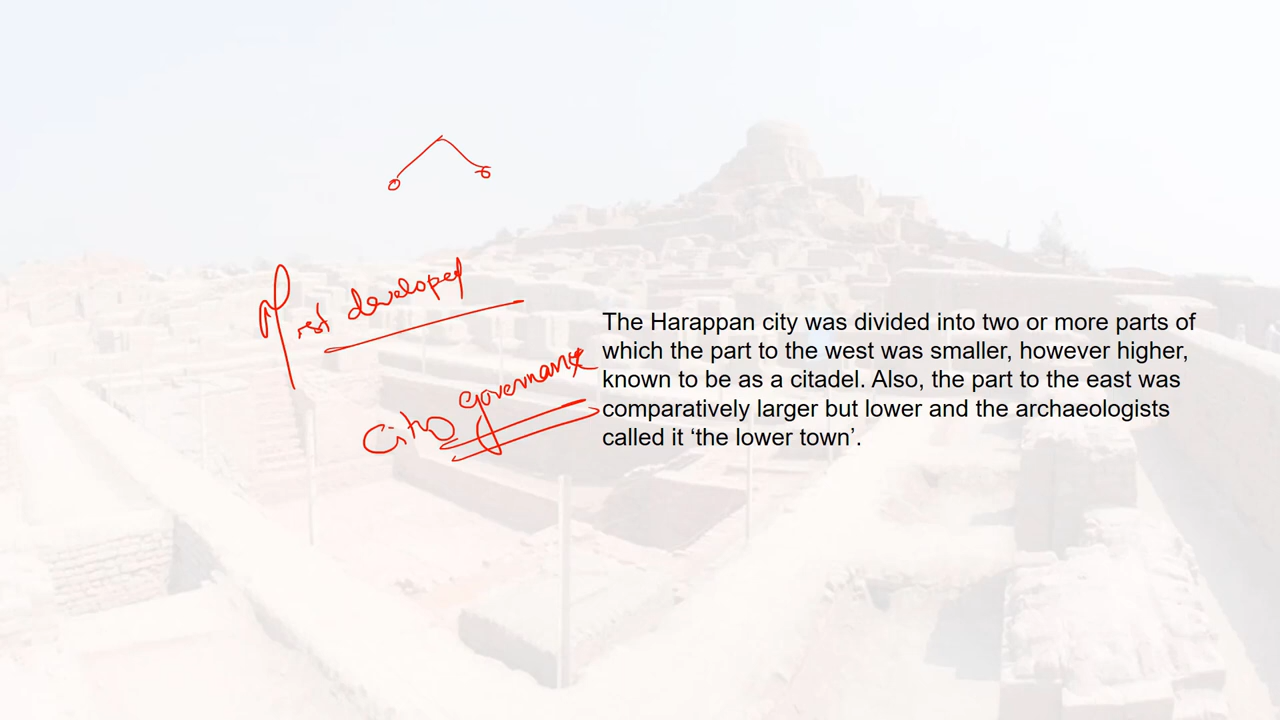 developed
City governance
The Harappan city was divided into two or more parts of
which the part to the west was smaller, however higher,
known to be as a citadel. Also, the part to the east was
comparatively larger but lower and the archaeologists
called it ‘the lower town’.